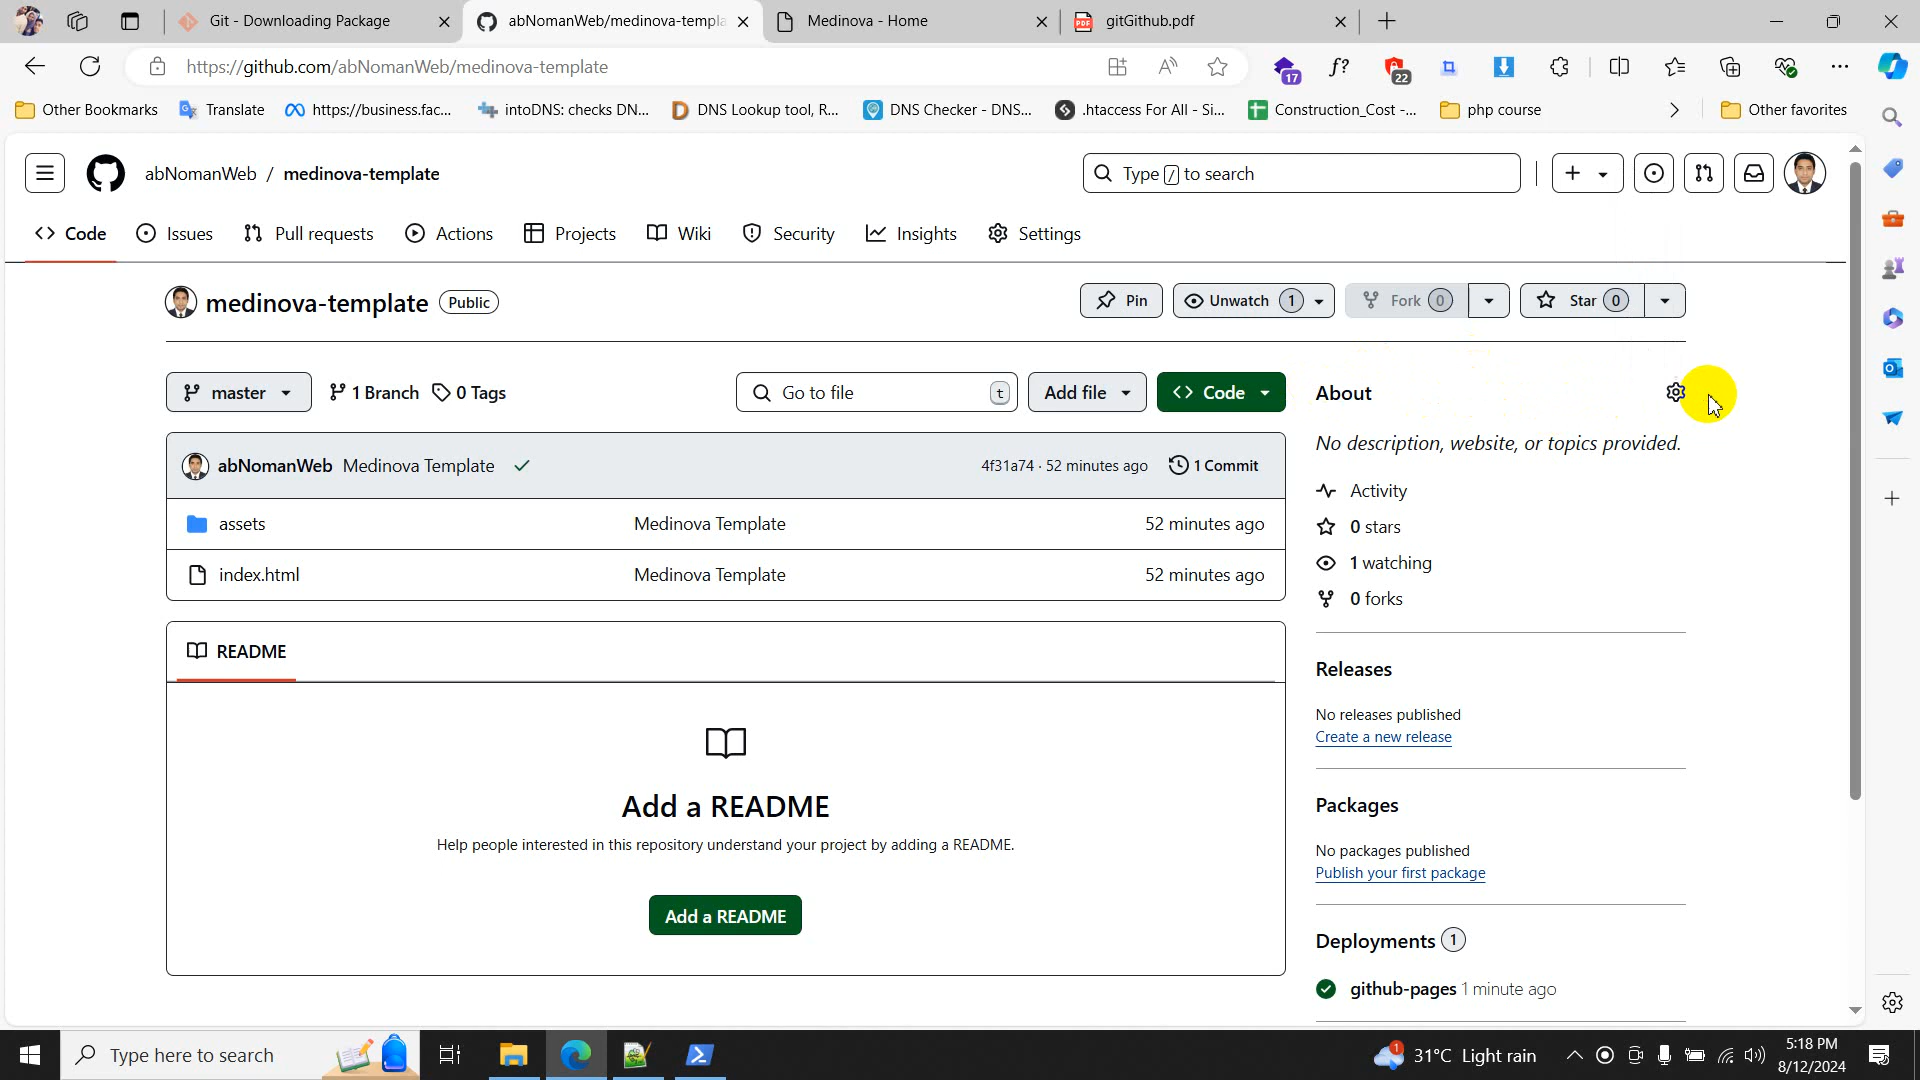 Git - Downloading Package
abNomanWeb/medinova-templa
Medinova - Home
PDF
gitGithub.pdf
https://github.com/abNomanWeb/medinova-template
17
f?
22
Other Bookmarks
Translate
https://business.fac...
intoDNS: checks DN...
DNS Lookup tool, R...
DNS Checker - DNS...
.htaccess For All - Si...
Construction_Cost -...
php course
Other favorites
abNomanWeb / medinova-template
Type / to search
Code
Issues
Pull requests
Actions
Projects
Wiki
Security
Insights
Settings
medinova-template Public
Pin
Unwatch 1
Fork 0
Star 0
master
1 Branch
0 Tags
Go to file t
Add file
Code
About
No description, website, or topics provided.
abNomanWeb Medinova Template
4f31a74 · 52 minutes ago
1 Commit
Activity
assets Medinova Template 52 minutes ago
0 stars
1 watching
index.html Medinova Template 52 minutes ago
0 forks
README
Releases
No releases published
Create a new release
Add a README
Packages
Help people interested in this repository understand your project by adding a README.
No packages published
Publish your first package
Add a README
Deployments 1
github-pages 1 minute ago
Type here to search
1
31°C Light rain
5:18 PM
8/12/2024